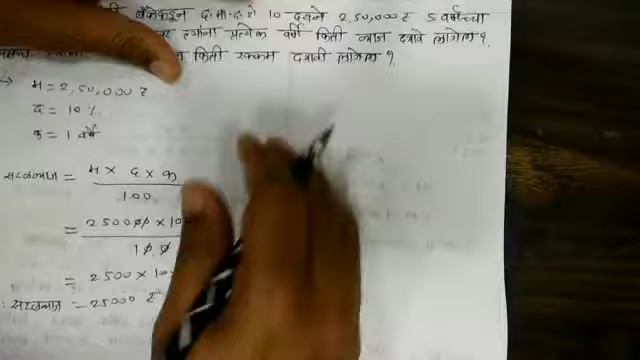 बँकेकडून द.सा.द.शे 10 दराने 2,50,000 ₹ 5 वर्षाच्या
त्यांना प्रत्येक वर्षी किती व्याज द्यावे लागेल ?
किती रक्कम द्यावी लागेल ?
→ म = 2,50,000 ₹
द = 10 %
क = 1 वर्षे
सरळव्याज = म × द × क
100
= 250000 × 10
100
= 2500 × 10
: सरळव्याज = 25000 ₹